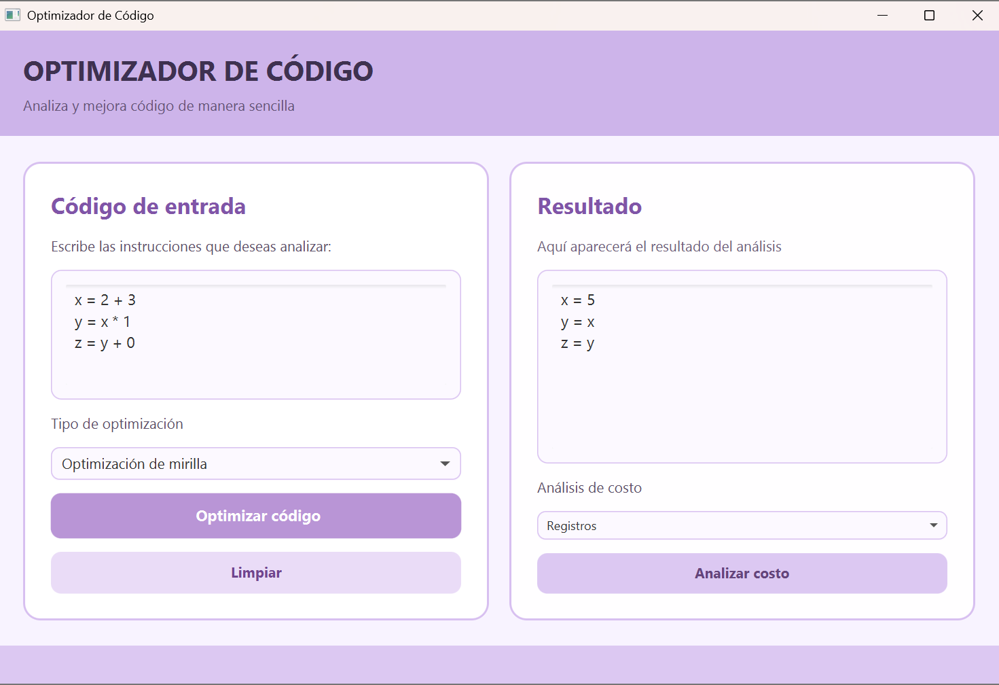 Optimizador de Código
OPTIMIZADOR DE CÓDIGO
Analiza y mejora código de manera sencilla
Código de entrada
Escribe las instrucciones que deseas analizar:
x = 2 + 3
y = x * 1
z = y + 0
Tipo de optimización
Optimización de mirilla
Optimizar código
Limpiar
Resultado
Aquí aparecerá el resultado del análisis
x = 5
y = x
z = y
Análisis de costo
Registros
Analizar costo